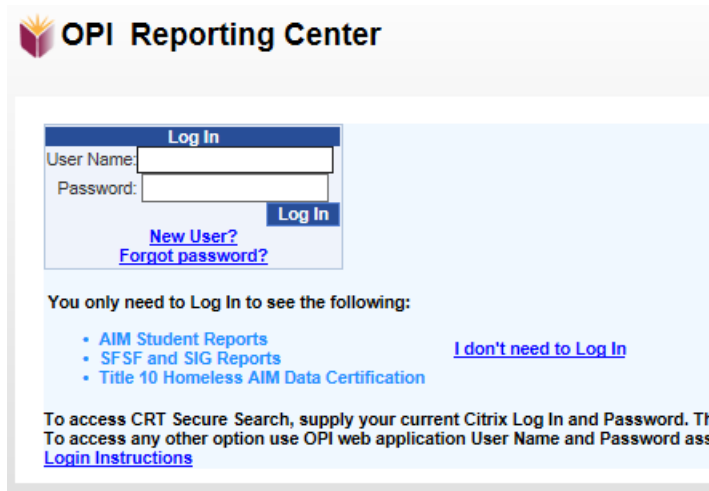 OPI Reporting Center
Log In
User Name:
Password:
Log In
New User?
Forgot password?
You only need to Log In to see the following:
• AIM Student Reports
• SFSF and SIG Reports
• Title 10 Homeless AIM Data Certification
I don't need to Log In
To access CRT Secure Search, supply your current Citrix Log In and Password.
To access any other option use OPI web application User Name and Password
Login Instructions